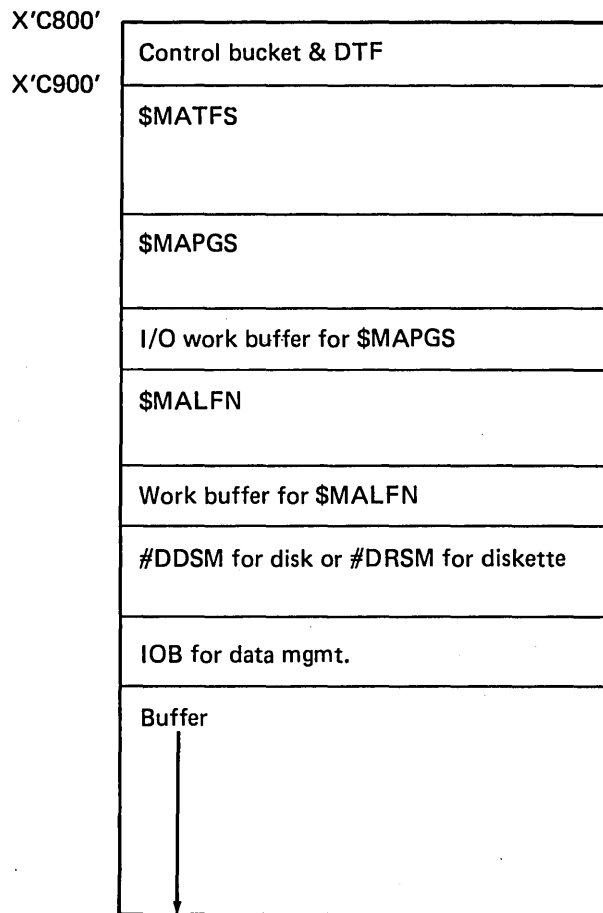 X'C800'
Control bucket & DTF
X'C900'
$MATFS
$MAPGS
I/O work buffer for $MAPGS
$MALFN
Work buffer for $MALFN
#DDSM for disk or #DRSM for diskette
IOB for data mgmt.
Buffer